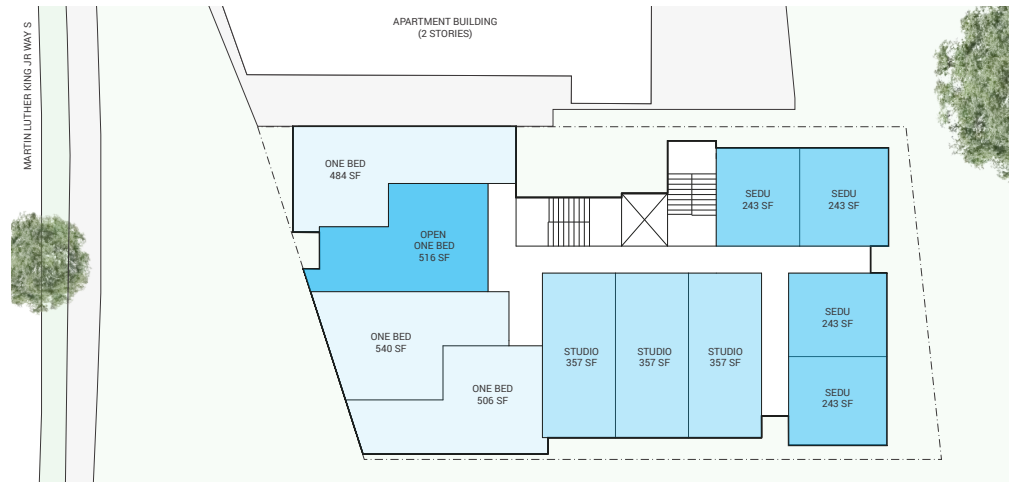 MARTIN LUTHER KING JR WAY S
APARTMENT BUILDING
(2 STORIES)
ONE BED
484 SF
OPEN
ONE BED
516 SF
ONE BED
540 SF
ONE BED
506 SF
STUDIO
357 SF
STUDIO
357 SF
STUDIO
357 SF
SEDU
243 SF
SEDU
243 SF
SEDU
243 SF
SEDU
243 SF